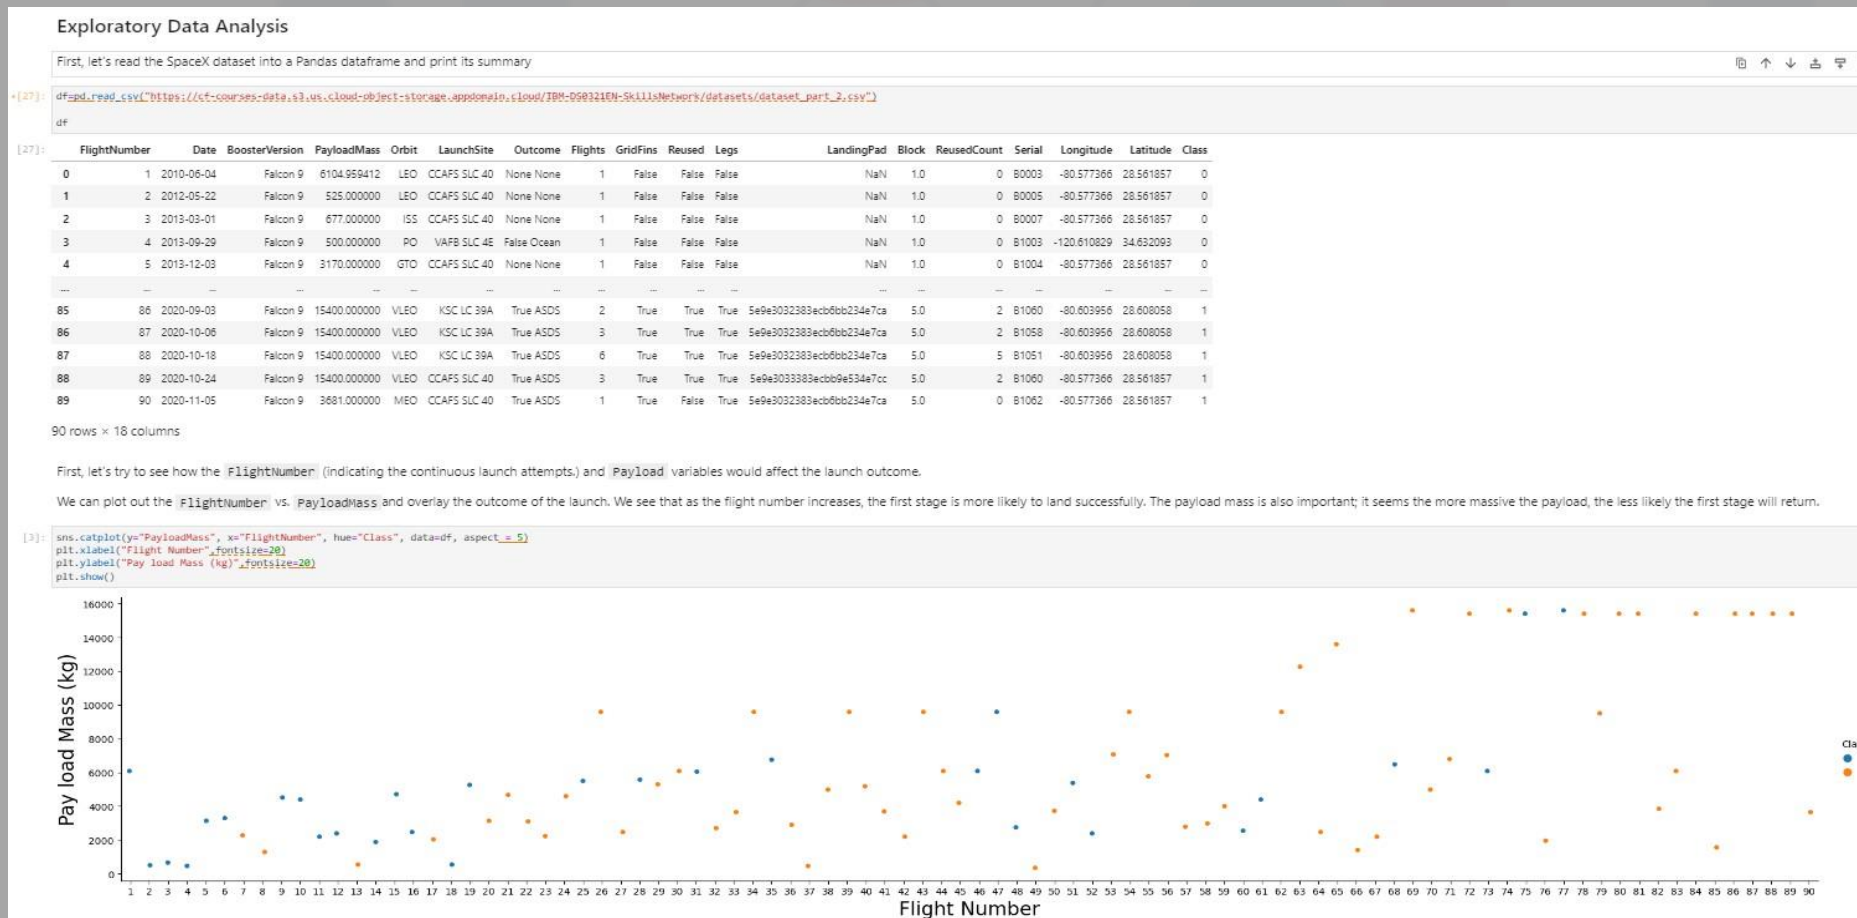 Exploratory Data Analysis
First, let's read the SpaceX dataset into a Pandas dataframe and print its summary
[27]: df=pd.read_csv("https://cf-courses-data.s3.us.cloud-object-storage.appdomain.cloud/IBM-DS0321EN-SkillsNetwork/datasets/dataset_part_2.csv")
df
[27]: FlightNumber Date BoosterVersion PayloadMass Orbit LaunchSite Outcome Flights GridFins Reused Legs LandingPad Block ReusedCount Serial Longitude Latitude Class
0 1 2010-06-04 Falcon 9 6104.959412 LEO CCAFS SLC 40 None None 1 False False False NaN 1.0 0 B0003 -80.577366 28.561857 0
1 2 2012-05-22 Falcon 9 525.000000 LEO CCAFS SLC 40 None None 1 False False False NaN 1.0 0 B0005 -80.577366 28.561857 0
2 3 2013-03-01 Falcon 9 677.000000 ISS CCAFS SLC 40 None None 1 False False False NaN 1.0 0 B0007 -80.577366 28.561857 0
3 4 2013-09-29 Falcon 9 500.000000 PO VAFB SLC 4E False Ocean 1 False False False NaN 1.0 0 B1003 -120.610829 34.632093 0
4 5 2013-12-03 Falcon 9 3170.000000 GTO CCAFS SLC 40 None None 1 False False False NaN 1.0 0 B1004 -80.577366 28.561857 0
... ... ... ... ... ... ... ... ... ... ... ... ... ... ... ... ... ... ...
85 86 2020-09-03 Falcon 9 15400.000000 VLEO KSC LC 39A True ASDS 2 True True True 5e9e3032383ecb6bb234e7ca 5.0 2 B1060 -80.603956 28.608058 1
86 87 2020-10-06 Falcon 9 15400.000000 VLEO KSC LC 39A True ASDS 3 True True True 5e9e3032383ecb6bb234e7ca 5.0 2 B1058 -80.603956 28.608058 1
87 88 2020-10-18 Falcon 9 15400.000000 VLEO KSC LC 39A True ASDS 6 True True True 5e9e3032383ecb6bb234e7ca 5.0 5 B1051 -80.603956 28.608058 1
88 89 2020-10-24 Falcon 9 15400.000000 VLEO CCAFS SLC 40 True ASDS 3 True True True 5e9e3033383ecbb9e534e7cc 5.0 2 B1060 -80.577366 28.561857 1
89 90 2020-11-05 Falcon 9 3681.000000 MEO CCAFS SLC 40 True ASDS 1 True False True 5e9e3032383ecb6bb234e7ca 5.0 0 B1062 -80.577366 28.561857 1
90 rows × 18 columns
First, let's try to see how the FlightNumber (indicating the continuous launch attempts.) and Payload variables would affect the launch outcome.
We can plot out the FlightNumber vs. PayloadMass and overlay the outcome of the launch. We see that as the flight number increases, the first stage is more likely to land successfully. The payload mass is also important; it seems the more massive the payload, the less likely the first stage will return.
[3]: sns.catplot(y="PayloadMass", x="FlightNumber", hue="Class", data=df, aspect = 5)
plt.xlabel("Flight Number",fontsize=20)
plt.ylabel("Pay load Mass (kg)",fontsize=20)
plt.show()
16000
14000
12000
10000
8000
6000
4000
2000
0
Pay load Mass (kg)
Cla
1 2 3 4 5 6 7 8 9 10 11 12 13 14 15 16 17 18 19 20 21 22 23 24 25 26 27 28 29 30 31 32 33 34 35 36 37 38 39 40 41 42 43 44 45 46 47 48 49 50 51 52 53 54 55 56 57 58 59 60 61 62 63 64 65 66 67 68 69 70 71 72 73 74 75 76 77 78 79 80 81 82 83 84 85 86 87 88 89 90
Flight Number